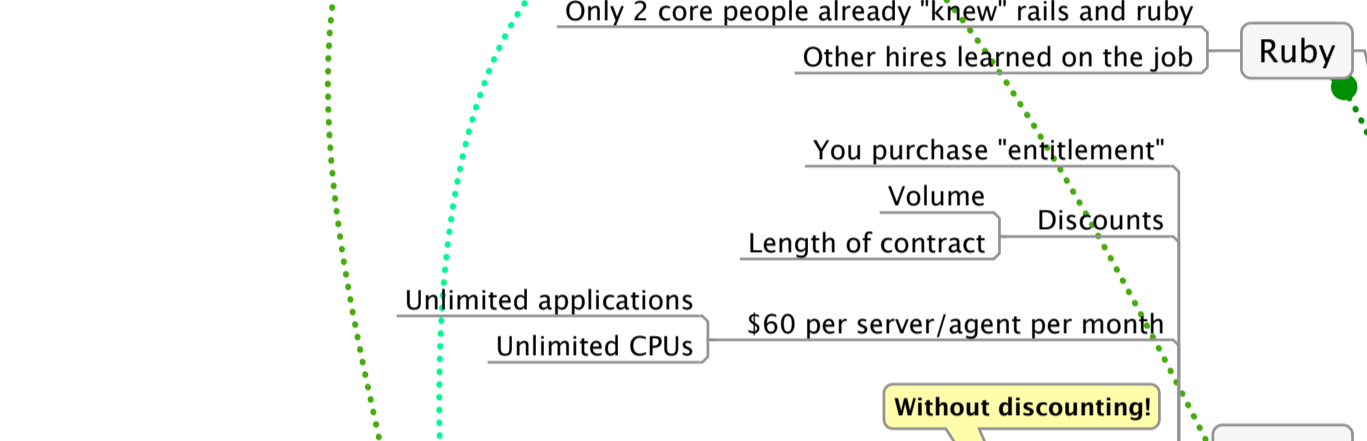 Only 2 core people already "knew" rails and ruby
Other hires learned on the job
Ruby
You purchase "entitlement"
Volume
Discounts
Length of contract
Unlimited applications
$60 per server/agent per month
Unlimited CPUs
Without discounting!